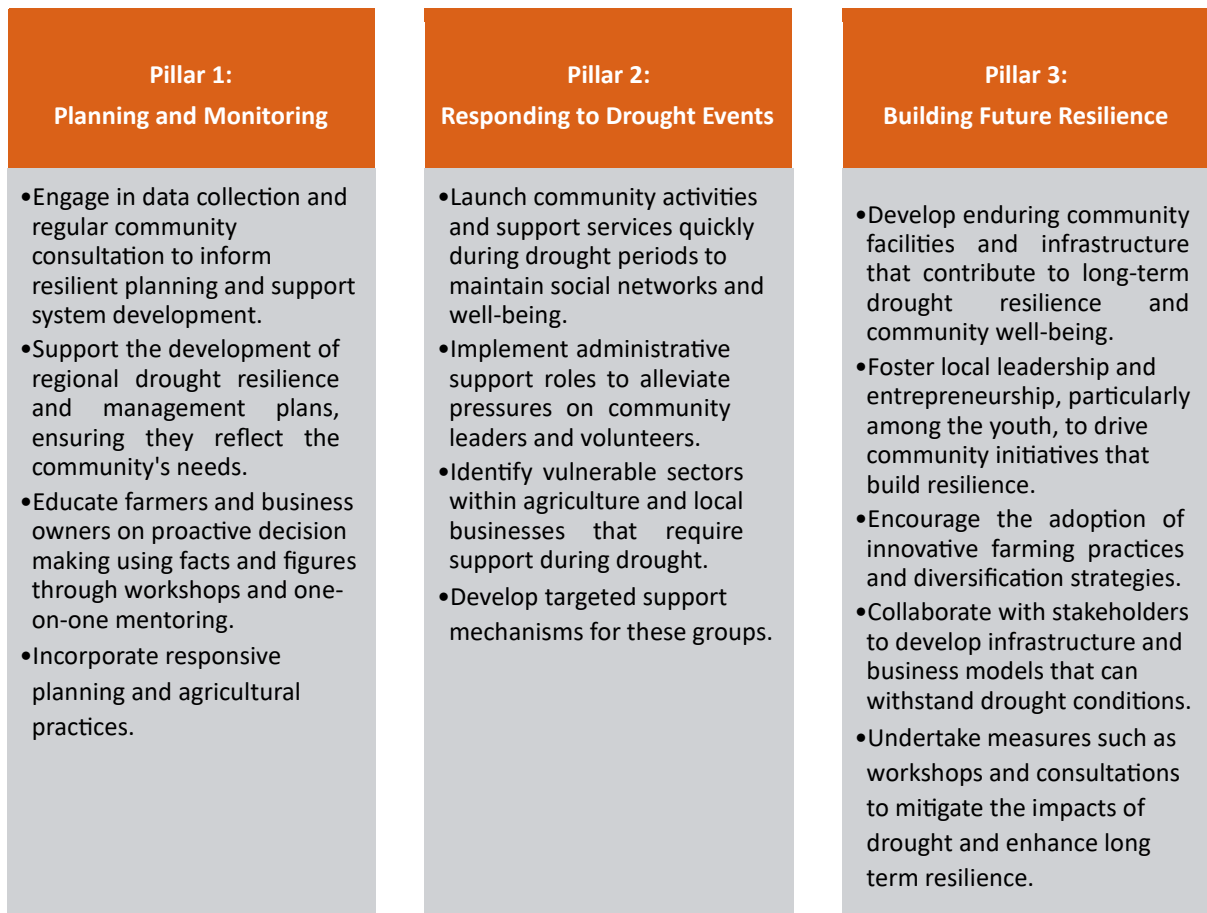 Pillar 1:
Planning and Monitoring
•Engage in data collection and
regular community
consultation to inform
resilient planning and support
system development.
•Support the development of
regional drought resilience
and management plans,
ensuring they reflect the
community's needs.
•Educate farmers and business
owners on proactive decision
making using facts and figures
through workshops and one-
on-one mentoring.
•Incorporate responsive
planning and agricultural
practices.
Pillar 2:
Responding to Drought Events
•Launch community activities
and support services quickly
during drought periods to
maintain social networks and
well-being.
•Implement administrative
support roles to alleviate
pressures on community
leaders and volunteers.
•Identify vulnerable sectors
within agriculture and local
businesses that require
support during drought.
•Develop targeted support
mechanisms for these groups.
Pillar 3:
Building Future Resilience
•Develop enduring community
facilities and infrastructure
that contribute to long-term
drought resilience and
community well-being.
•Foster local leadership and
entrepreneurship, particularly
among the youth, to drive
community initiatives that
build resilience.
•Encourage the adoption of
innovative farming practices
and diversification strategies.
•Collaborate with stakeholders
to develop infrastructure and
business models that can
withstand drought conditions.
•Undertake measures such as
workshops and consultations
to mitigate the impacts of
drought and enhance long
term resilience.